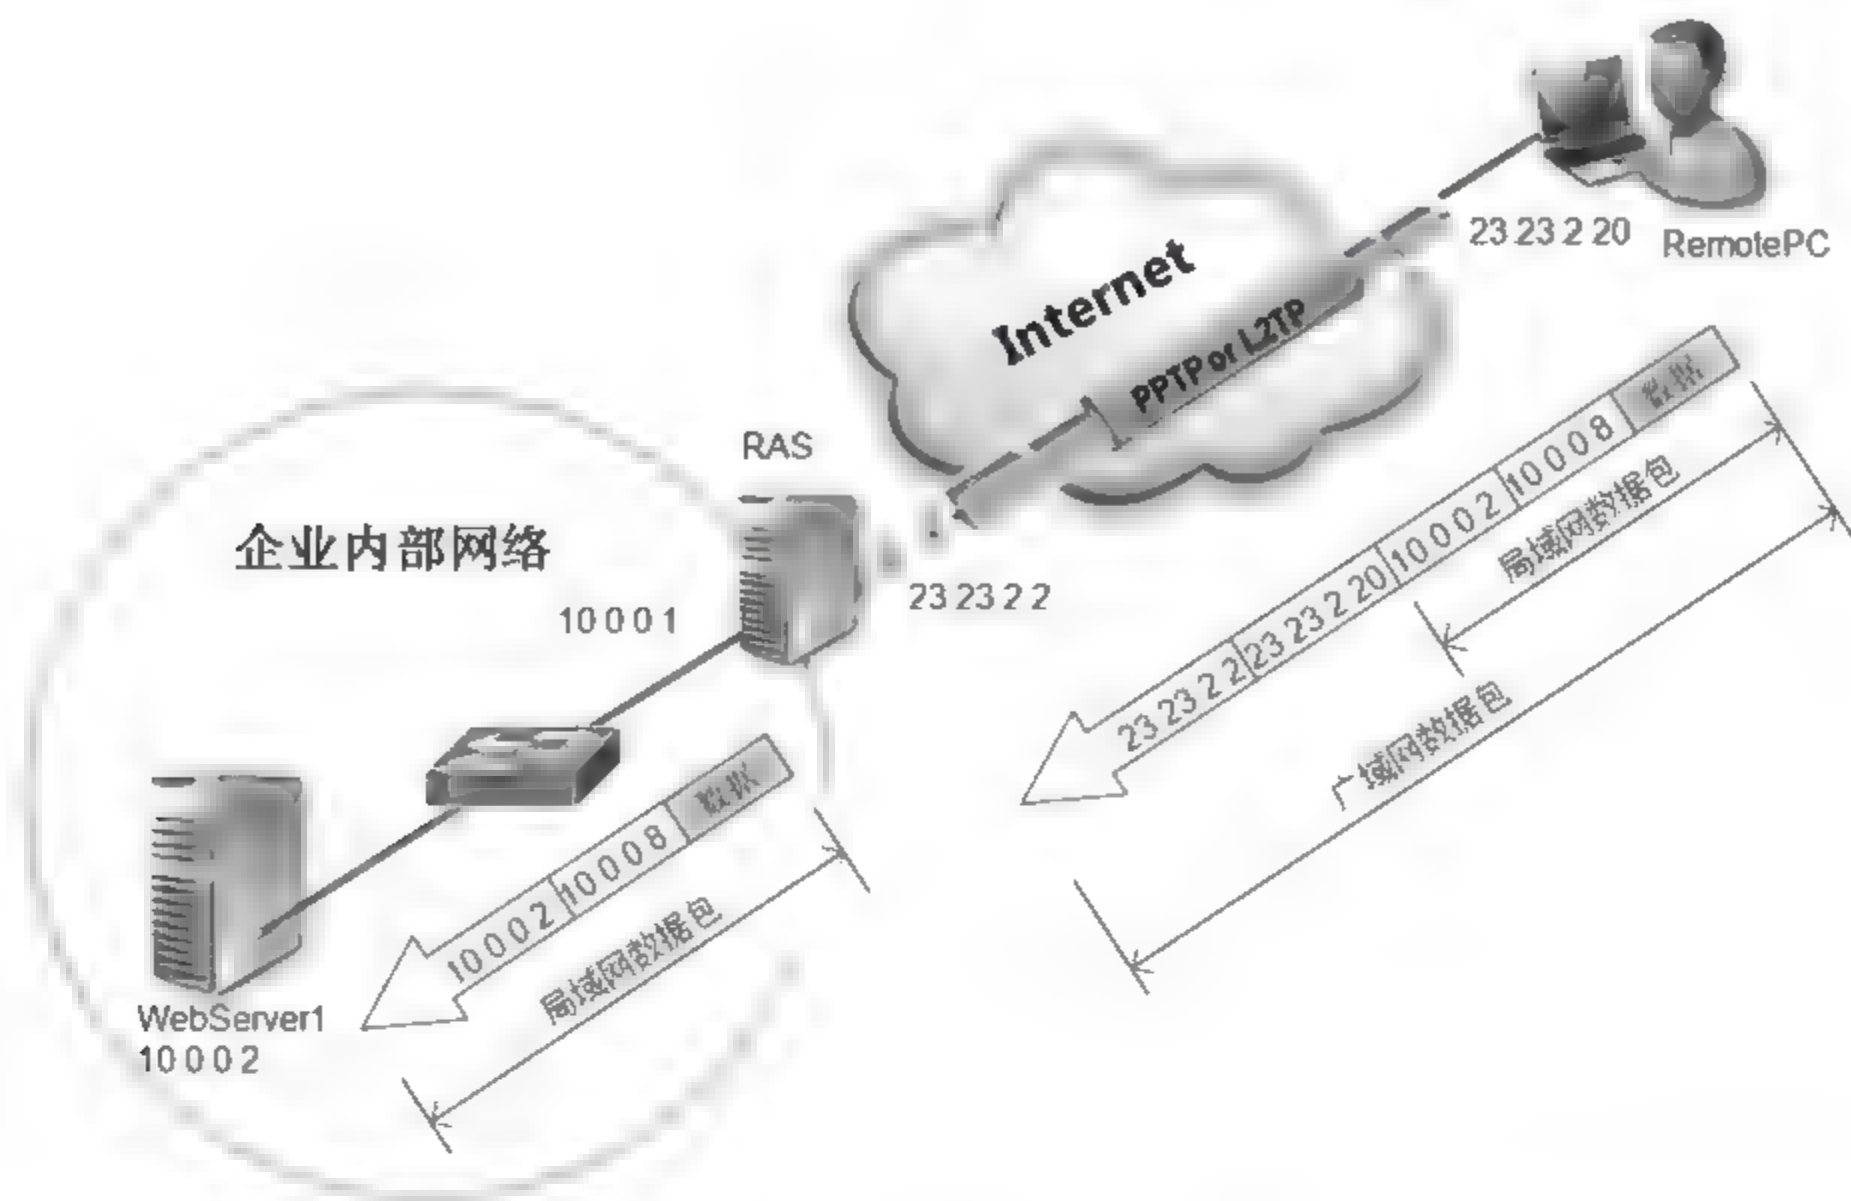 23 23 2 20
RemotePC
Internet
PPTP or L2TP
RAS
企业内部网络
23 23 2 2
10 0 0 1
23 23 2 2 23 23 2 20 10 0 0 2 10 0 0 8 数据
局域网数据包
广域网数据包
10 0 0 2 10 0 0 8 数据
局域网数据包
WebServer1
10 0 0 2